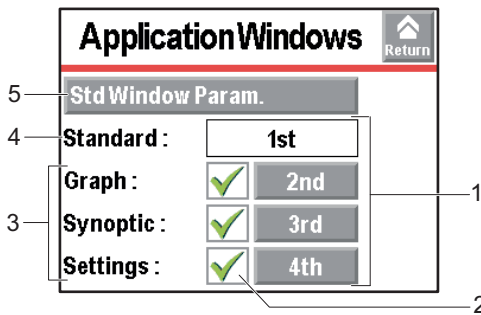 Application Windows
Return
5 Std Window Param.
4 Standard : 1st
Graph : 2nd
1
3 Synoptic : 3rd
Settings : 4th
2